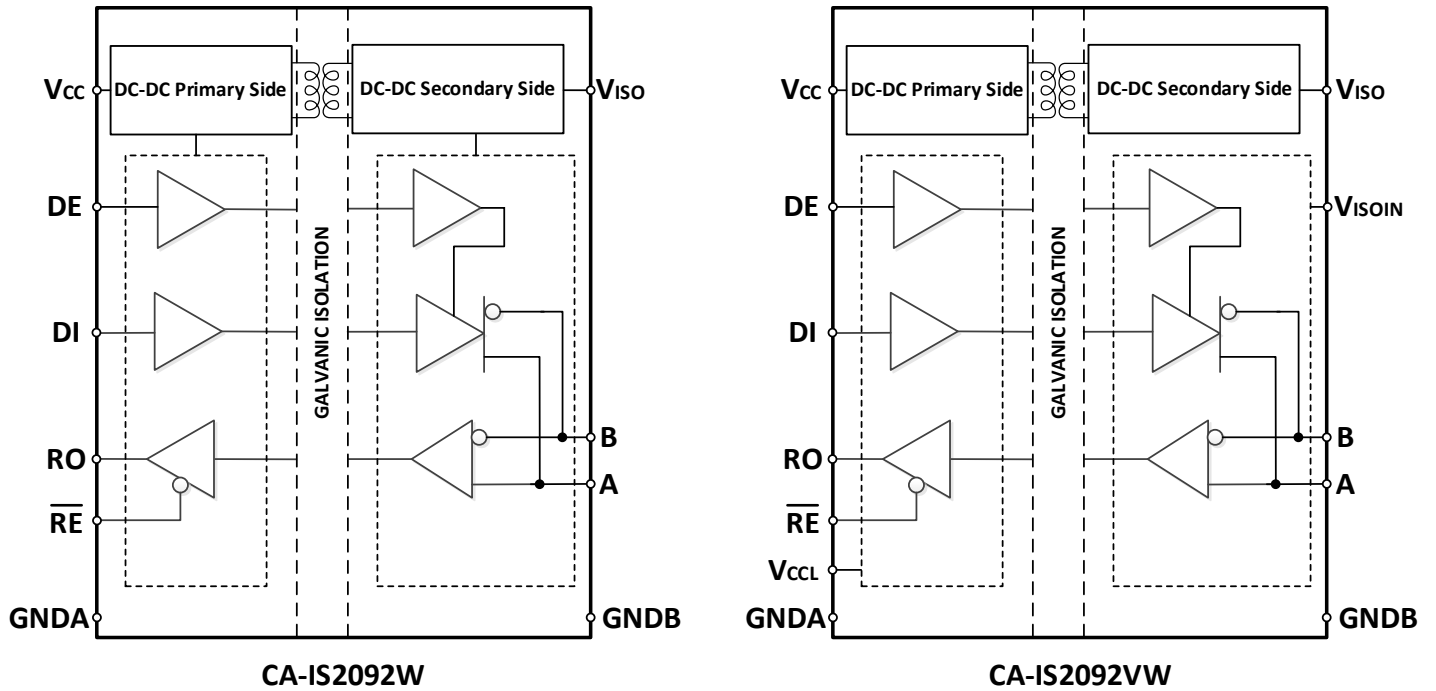 VCC
DC-DC Primary Side
DC-DC Secondary Side
VISO
DE
DI
RO
RE
GNDA
GALVANIC ISOLATION
B
A
GNDB
CA-IS2092W
VCC
DC-DC Primary Side
DC-DC Secondary Side
VISO
DE
VISOIN
DI
RO
RE
VCCL
GNDA
GALVANIC ISOLATION
B
A
GNDB
CA-IS2092VW